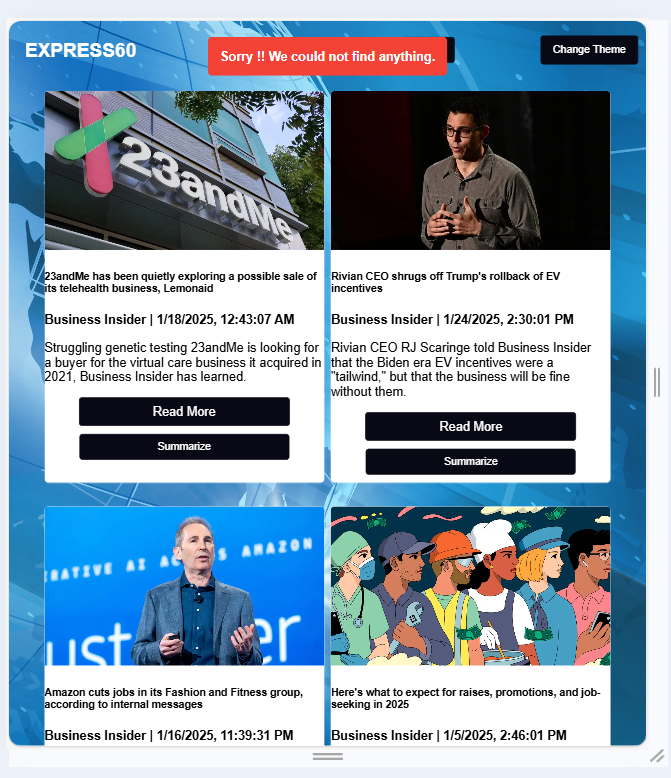 EXPRESS60
Sorry !! We could not find anything.
Change Theme
23andMe
23andMe has been quietly exploring a possible sale of
its telehealth business, Lemonaid
Business Insider | 1/18/2025, 12:43:07 AM
Struggling genetic testing 23andMe is looking for
a buyer for the virtual care business it acquired in
2021, Business Insider has learned.
Read More
Summarize
Rivian CEO shrugs off Trump's rollback of EV
incentives
Business Insider | 1/24/2025, 2:30:01 PM
Rivian CEO RJ Scaringe told Business Insider
that the Biden era EV incentives were a
"tailwind," but that the business will be fine
without them.
Read More
Summarize
ERATIVE AI AC S AMAZON
ust er
Amazon cuts jobs in its Fashion and Fitness group,
according to internal messages
Business Insider | 1/16/2025, 11:39:31 PM
Here's what to expect for raises, promotions, and job-
seeking in 2025
Business Insider | 1/5/2025, 2:46:01 PM